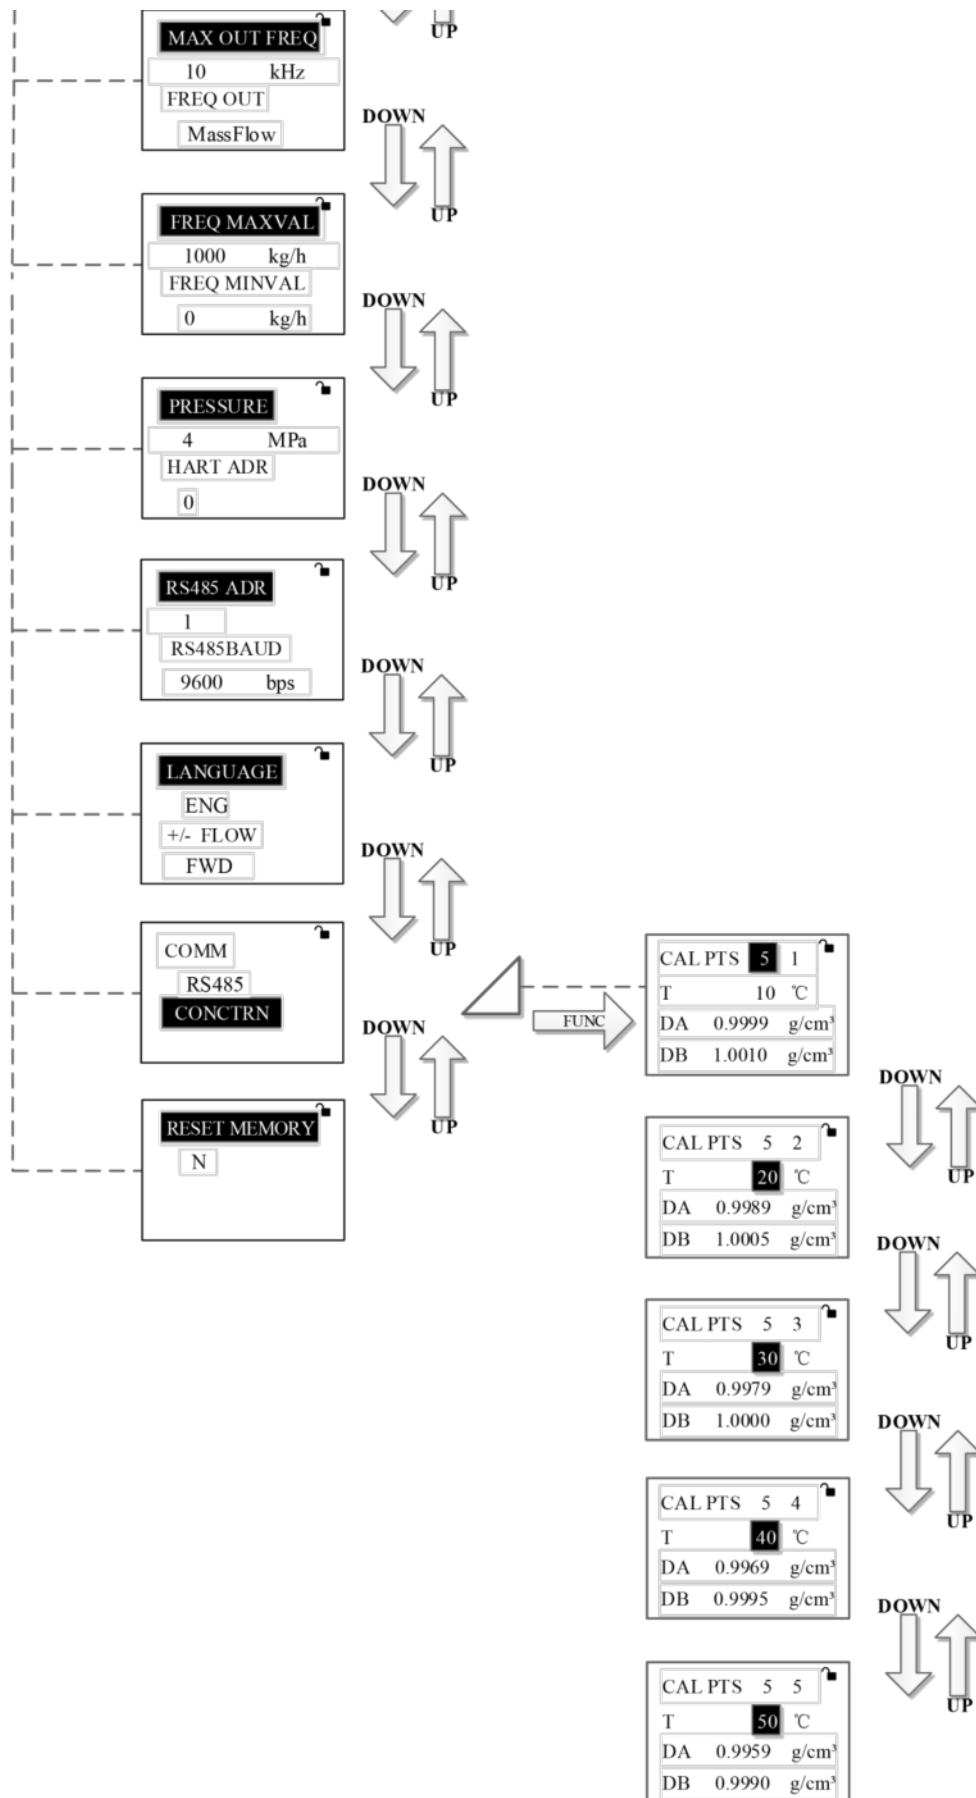 UP
MAX OUT FREQ
10 kHz
FREQ OUT
MassFlow
DOWN
UP
FREQ MAXVAL
1000 kg/h
FREQ MINVAL
0 kg/h
DOWN
UP
PRESSURE
4 MPa
HART ADR
0
DOWN
UP
RS485 ADR
1
RS485BAUD
9600 bps
DOWN
UP
LANGUAGE
ENG
+/- FLOW
FWD
DOWN
UP
COMM
RS485
CONCTRN
DOWN
UP
RESET MEMORY
N
FUNC
CAL PTS 5 1
T 10 ℃
DA 0.9999 g/cm³
DB 1.0010 g/cm³
DOWN
UP
CAL PTS 5 2
T 20 ℃
DA 0.9989 g/cm³
DB 1.0005 g/cm³
DOWN
UP
CAL PTS 5 3
T 30 ℃
DA 0.9979 g/cm³
DB 1.0000 g/cm³
DOWN
UP
CAL PTS 5 4
T 40 ℃
DA 0.9969 g/cm³
DB 0.9995 g/cm³
DOWN
UP
CAL PTS 5 5
T 50 ℃
DA 0.9959 g/cm³
DB 0.9990 g/cm³